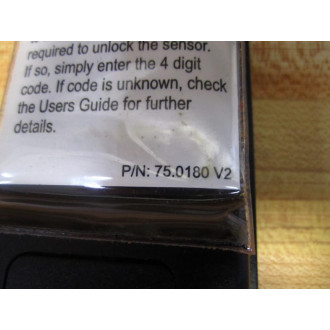 required to unlock the sensor.
If so, simply enter the 4 digit
code. If code is unknown, check
the Users Guide for further
details.
P/N: 75.0180 V2